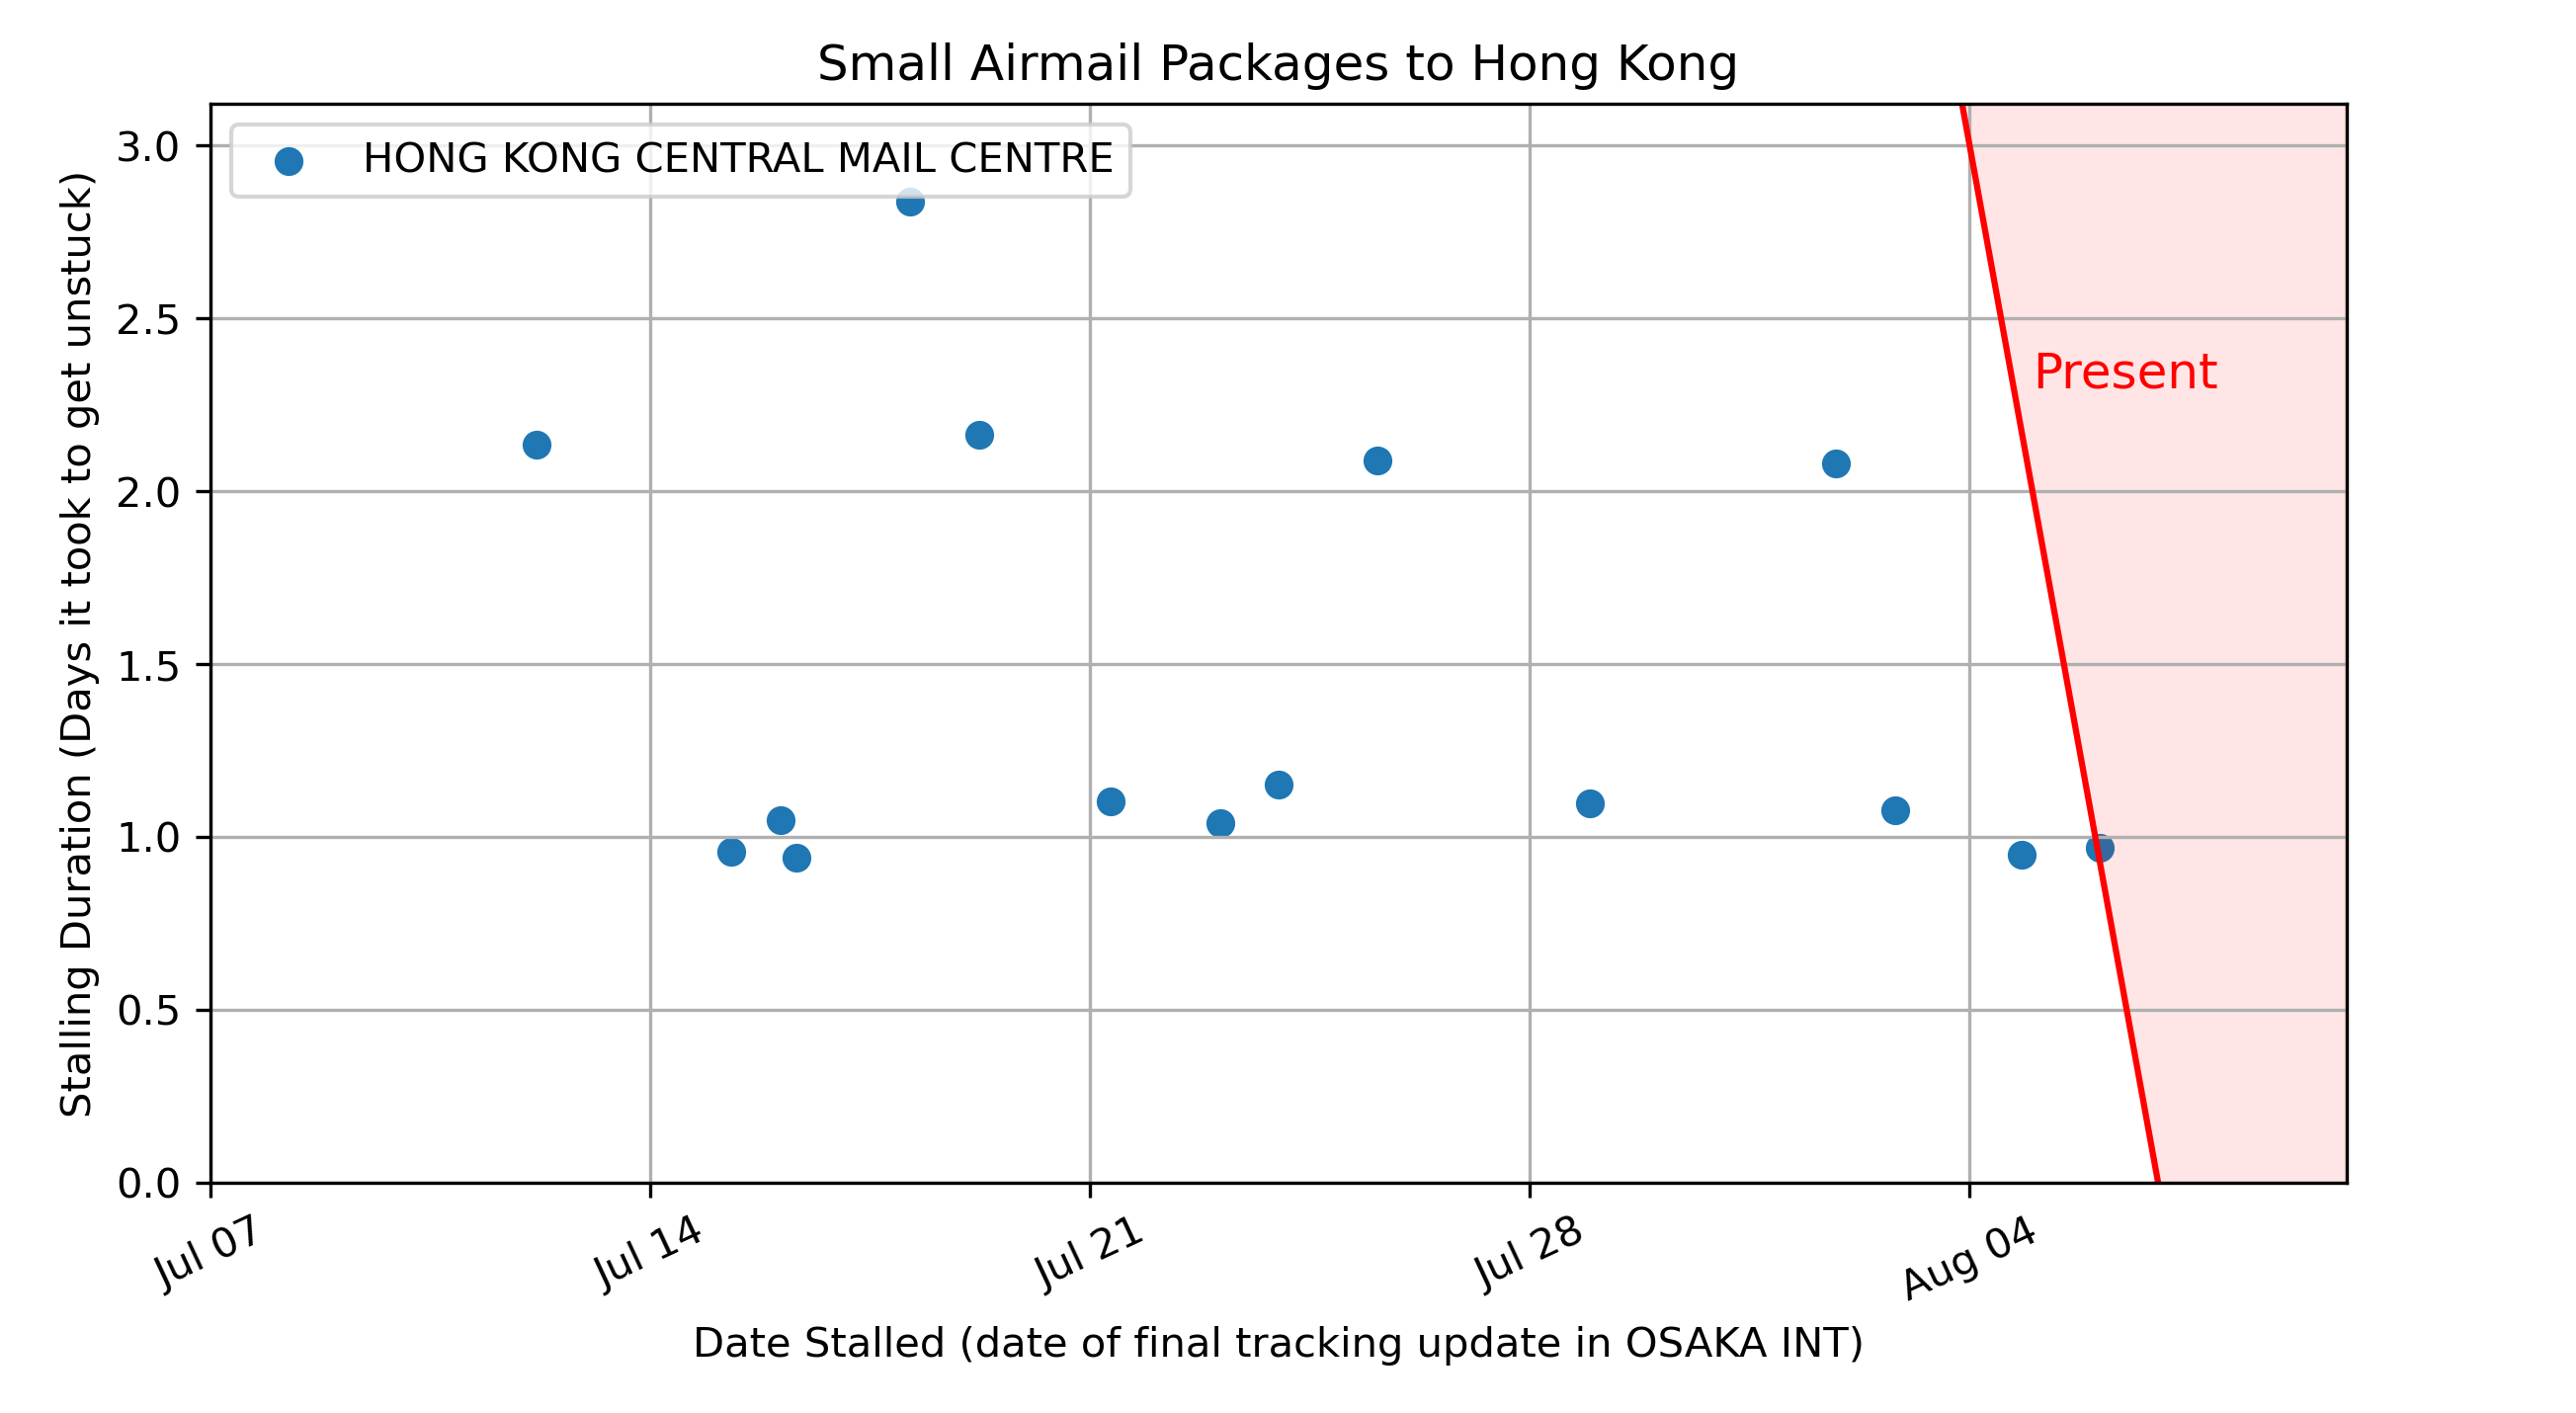 Small Airmail Packages to Hong Kong
HONG KONG CENTRAL MAIL CENTRE
Present
3.0
2.5
2.0
1.5
1.0
0.5
0.0
Stalling Duration (Days it took to get unstuck)
Jul 07
Jul 14
Jul 21
Jul 28
Aug 04
Date Stalled (date of final tracking update in OSAKA INT)